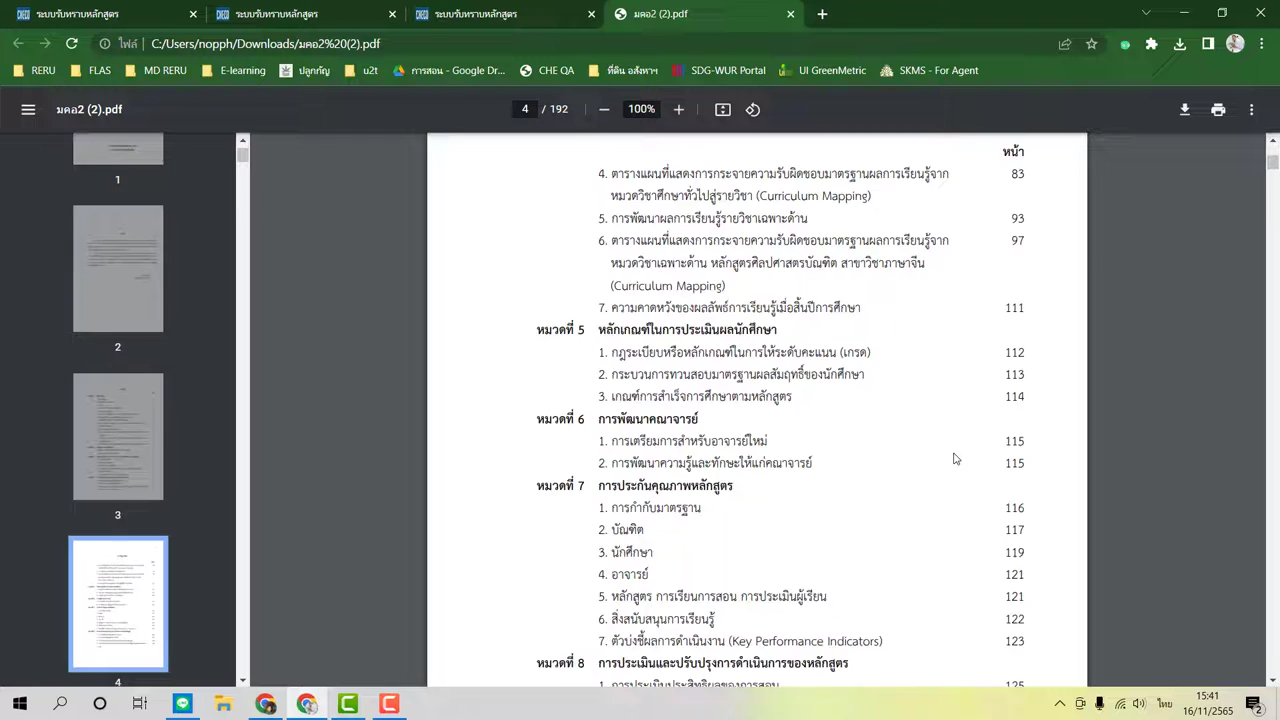 ระบบรับทราบหลักสูตร
ระบบรับทราบหลักสูตร
ระบบรับทราบหลักสูตร
มคอ2 (2).pdf
ไฟล์
C:/Users/nopph/Downloads/มคอ2%20(2).pdf
RERU
FLAS
MD RERU
E-learning
ปลูกกัญ
u2t
การสอน - Google Dr...
CHE QA
ที่ดิน อสังหาฯ
SDG-WUR Portal
UI GreenMetric
SKMS - For Agent
มคอ2 (2).pdf
4 / 192
100%
1
2
3
4
หน้า
4. ตารางแผนที่แสดงการกระจายความรับผิดชอบมาตรฐานผลการเรียนรู้จาก 83
หมวดวิชาศึกษาทั่วไปสู่รายวิชา (Curriculum Mapping)
5. การพัฒนาผลการเรียนรู้รายวิชาเฉพาะด้าน 93
6. ตารางแผนที่แสดงการกระจายความรับผิดชอบมาตรฐานผลการเรียนรู้จาก 97
หมวดวิชาเฉพาะด้าน หลักสูตรศิลปศาสตรบัณฑิต สาขาวิชาภาษาจีน
(Curriculum Mapping)
7. ความคาดหวังของผลลัพธ์การเรียนรู้เมื่อสิ้นปีการศึกษา 111
หมวดที่ 5 หลักเกณฑ์ในการประเมินผลนักศึกษา
1. กฎระเบียบหรือหลักเกณฑ์ในการให้ระดับคะแนน (เกรด) 112
2. กระบวนการทวนสอบมาตรฐานผลสัมฤทธิ์ของนักศึกษา 113
3. เกณฑ์การสำเร็จการศึกษาตามหลักสูตร 114
หมวดที่ 6 การพัฒนาคณาจารย์
1. การเตรียมการสำหรับอาจารย์ใหม่ 115
2. การพัฒนาความรู้และทักษะให้แก่คณาจารย์ 115
หมวดที่ 7 การประกันคุณภาพหลักสูตร
1. การกำกับมาตรฐาน 116
2. บัณฑิต 117
3. นักศึกษา 119
4. อาจารย์ 121
5. หลักสูตร การเรียนการสอน การประเมินผู้เรียน 121
6. สิ่งสนับสนุนการเรียนรู้ 122
7. ตัวบ่งชี้ผลการดำเนินงาน (Key Performance Indicators) 123
หมวดที่ 8 การประเมินและปรับปรุงการดำเนินการของหลักสูตร
1. การประเมินประสิทธิผลของการสอน 125
ไทย
15:41
16/11/2565
2